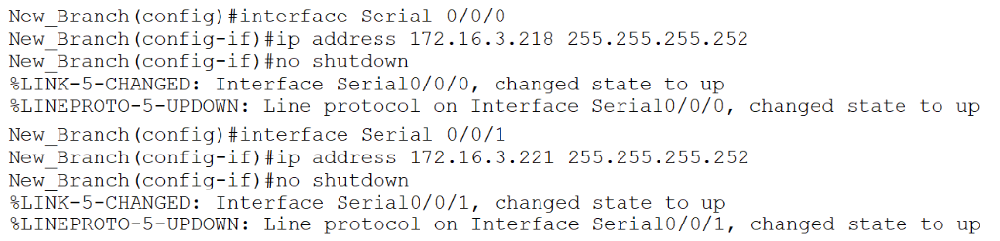 New_Branch(config)#interface Serial 0/0/0
New_Branch(config-if)#ip address 172.16.3.218 255.255.255.252
New_Branch(config-if)#no shutdown
%LINK-5-CHANGED: Interface Serial0/0/0, changed state to up
%LINEPROTO-5-UPDOWN: Line protocol on Interface Serial0/0/0, changed state to up
New_Branch(config)#interface Serial 0/0/1
New_Branch(config-if)#ip address 172.16.3.221 255.255.255.252
New_Branch(config-if)#no shutdown
%LINK-5-CHANGED: Interface Serial0/0/1, changed state to up
%LINEPROTO-5-UPDOWN: Line protocol on Interface Serial0/0/1, changed state to up